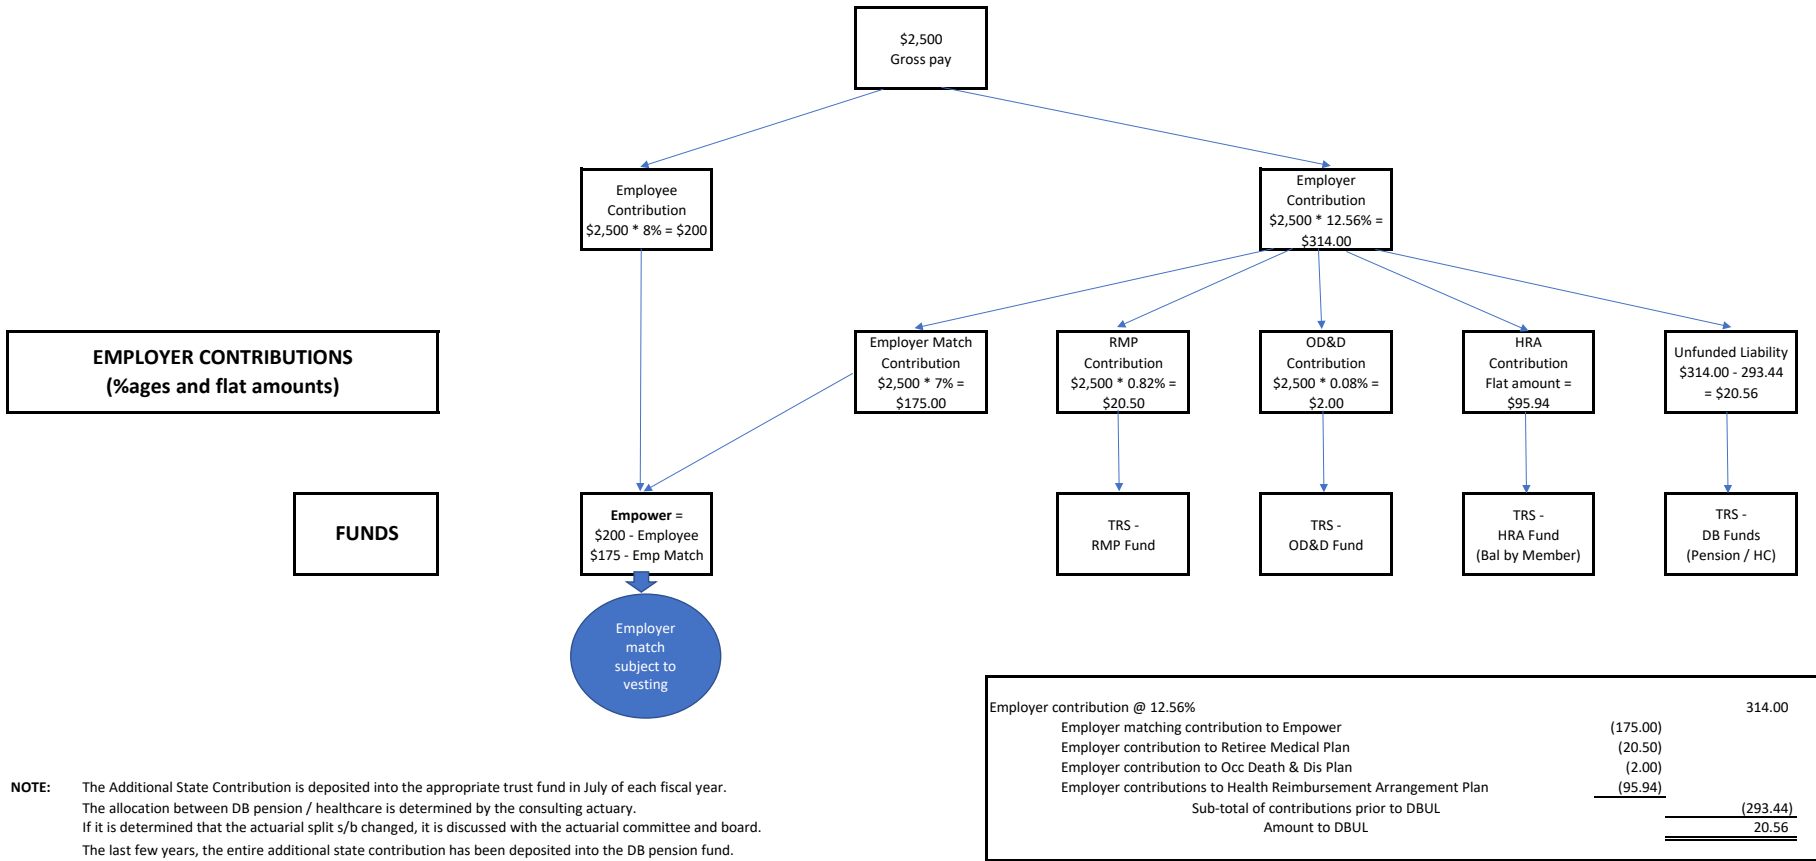 $2,500
Gross pay
Employee
Contribution
$2,500 * 8% = $200
Employer
Contribution
$2,500 * 12.56% =
$314.00
EMPLOYER CONTRIBUTIONS
(%ages and flat amounts)
Employer Match
Contribution
$2,500 * 7% =
$175.00
RMP
Contribution
$2,500 * 0.82% =
$20.50
OD&D
Contribution
$2,500 * 0.08% =
$2.00
HRA
Contribution
Flat amount =
$95.94
Unfunded Liability
$314.00 - 293.44
= $20.56
FUNDS
Empower =
$200 - Employee
$175 - Emp Match
TRS -
RMP Fund
TRS -
OD&D Fund
TRS -
HRA Fund
(Bal by Member)
TRS -
DB Funds
(Pension / HC)
Employer
match
subject to
vesting
Employer contribution @ 12.56% 314.00
Employer matching contribution to Empower (175.00)
Employer contribution to Retiree Medical Plan (20.50)
Employer contribution to Occ Death & Dis Plan (2.00)
Employer contributions to Health Reimbursement Arrangement Plan (95.94)
Sub-total of contributions prior to DBUL (293.44)
Amount to DBUL 20.56
NOTE: The Additional State Contribution is deposited into the appropriate trust fund in July of each fiscal year.
The allocation between DB pension / healthcare is determined by the consulting actuary.
If it is determined that the actuarial split s/b changed, it is discussed with the actuarial committee and board.
The last few years, the entire additional state contribution has been deposited into the DB pension fund.